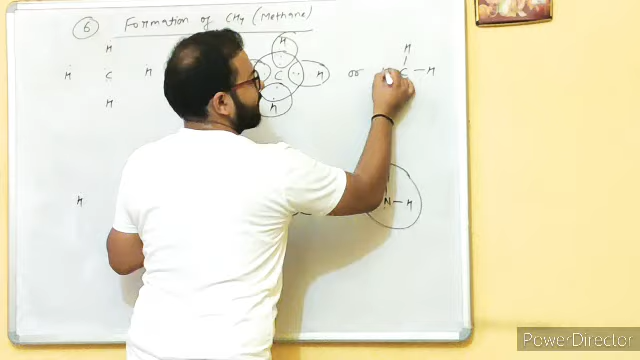 6 Formation of CH4 (Methane)
H H H
H C H C H or H C — H
H H
H N — H
PowerDirector